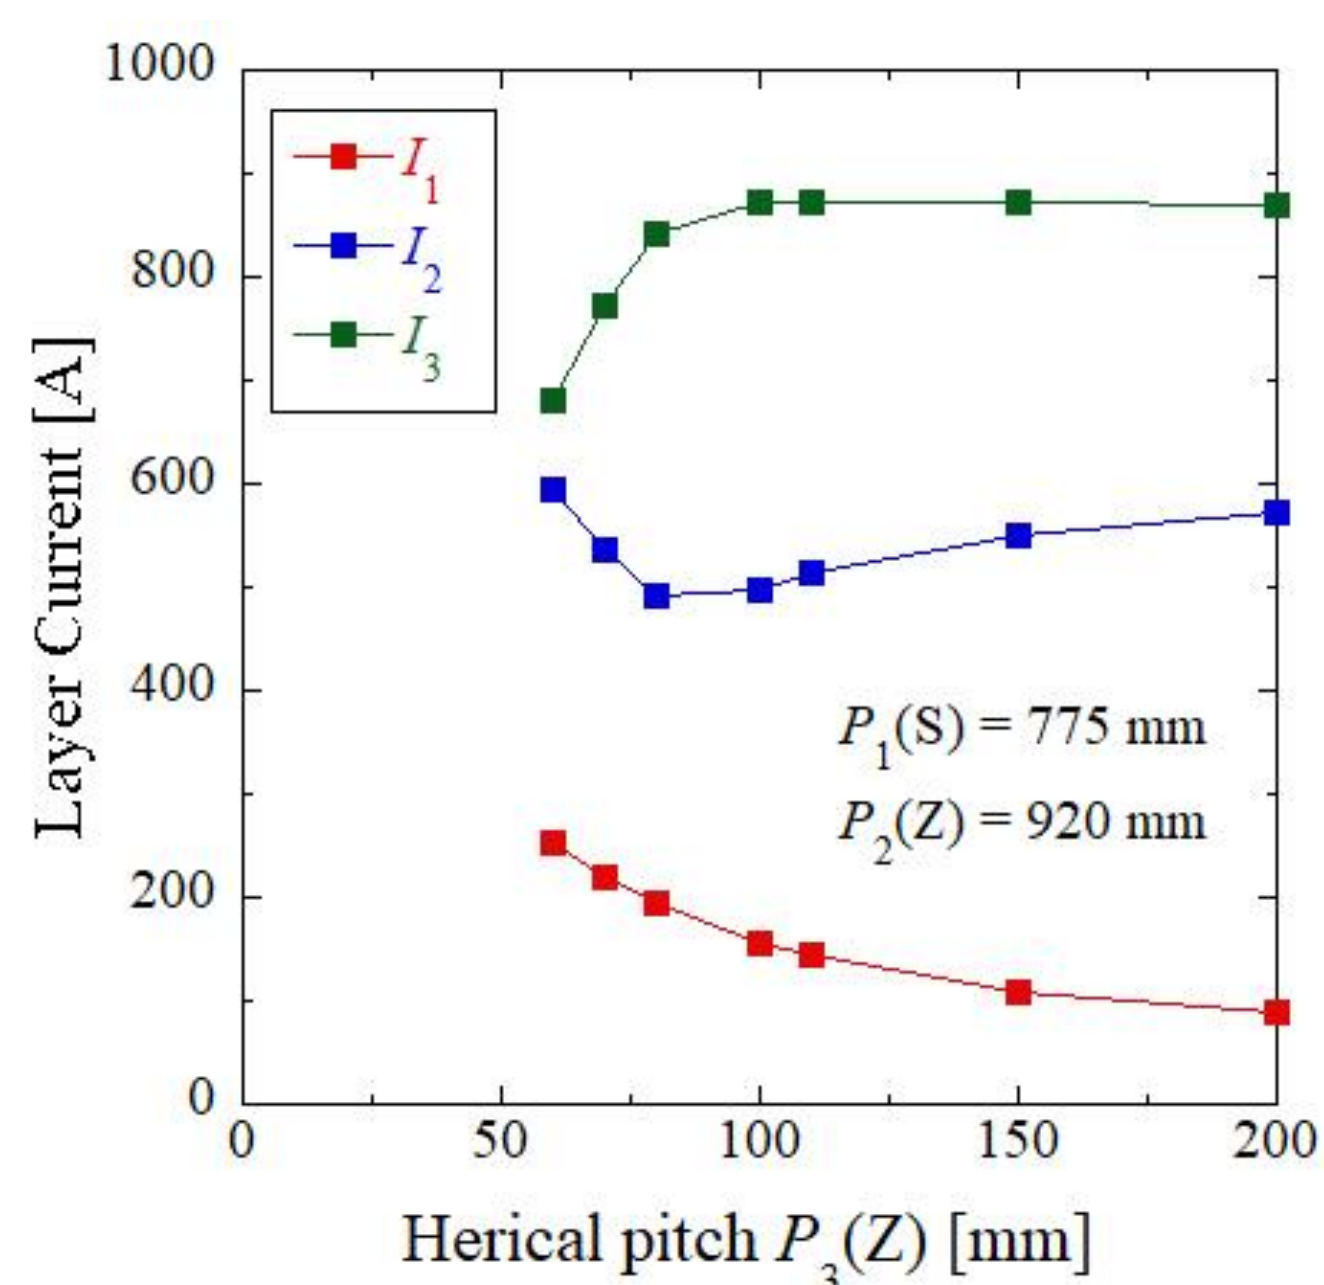 1000
800
600
400
200
0
Layer Current [A]
I1
I2
I3
P1(S) = 775 mm
P2(Z) = 920 mm
0 50 100 150 200
Herical pitch P3(Z) [mm]